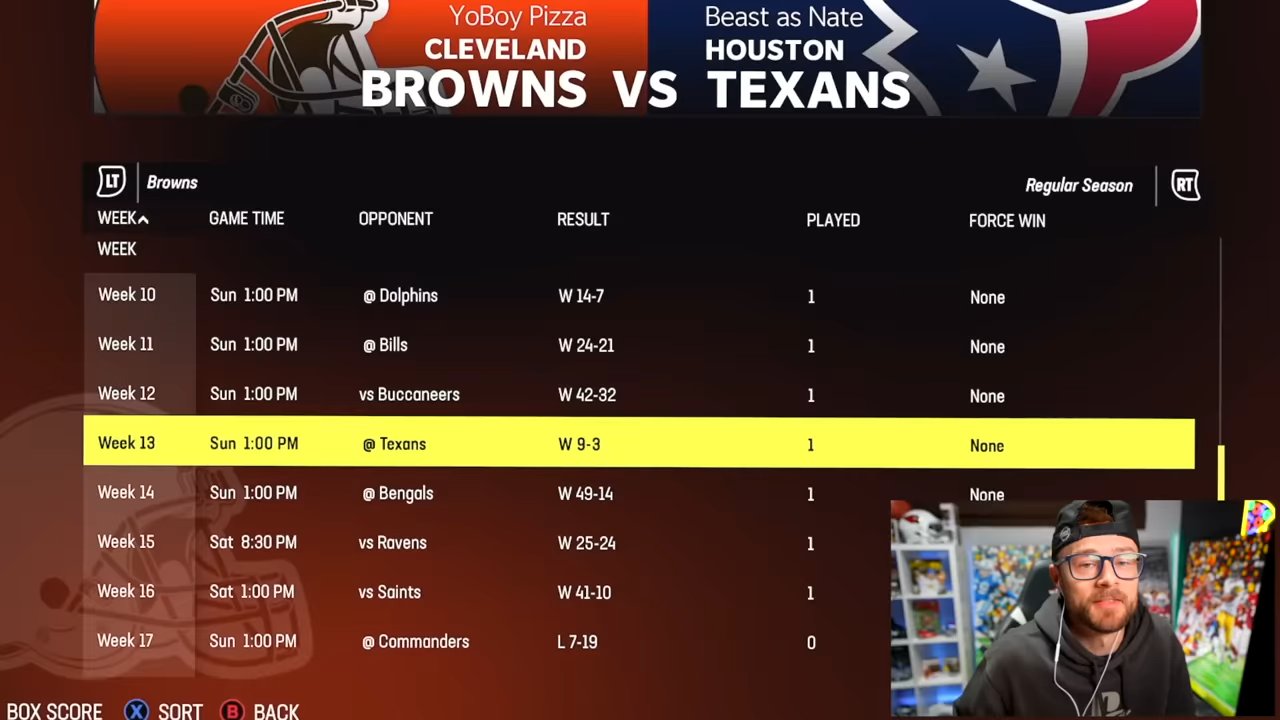 YoBoy Pizza
CLEVELAND
BROWNS VS TEXANS
Beast as Nate
HOUSTON
LT Browns
Regular Season RT
WEEK GAME TIME OPPONENT RESULT PLAYED FORCE WIN
WEEK
Week 10 Sun 1:00 PM @ Dolphins W 14-7 1 None
Week 11 Sun 1:00 PM @ Bills W 24-21 1 None
Week 12 Sun 1:00 PM vs Buccaneers W 42-32 1 None
Week 13 Sun 1:00 PM @ Texans W 9-3 1 None
Week 14 Sun 1:00 PM @ Bengals W 49-14 1 None
Week 15 Sat 8:30 PM vs Ravens W 25-24 1
Week 16 Sat 1:00 PM vs Saints W 41-10 1
Week 17 Sun 1:00 PM @ Commanders L 7-19 0
BOX SCORE X SORT B BACK